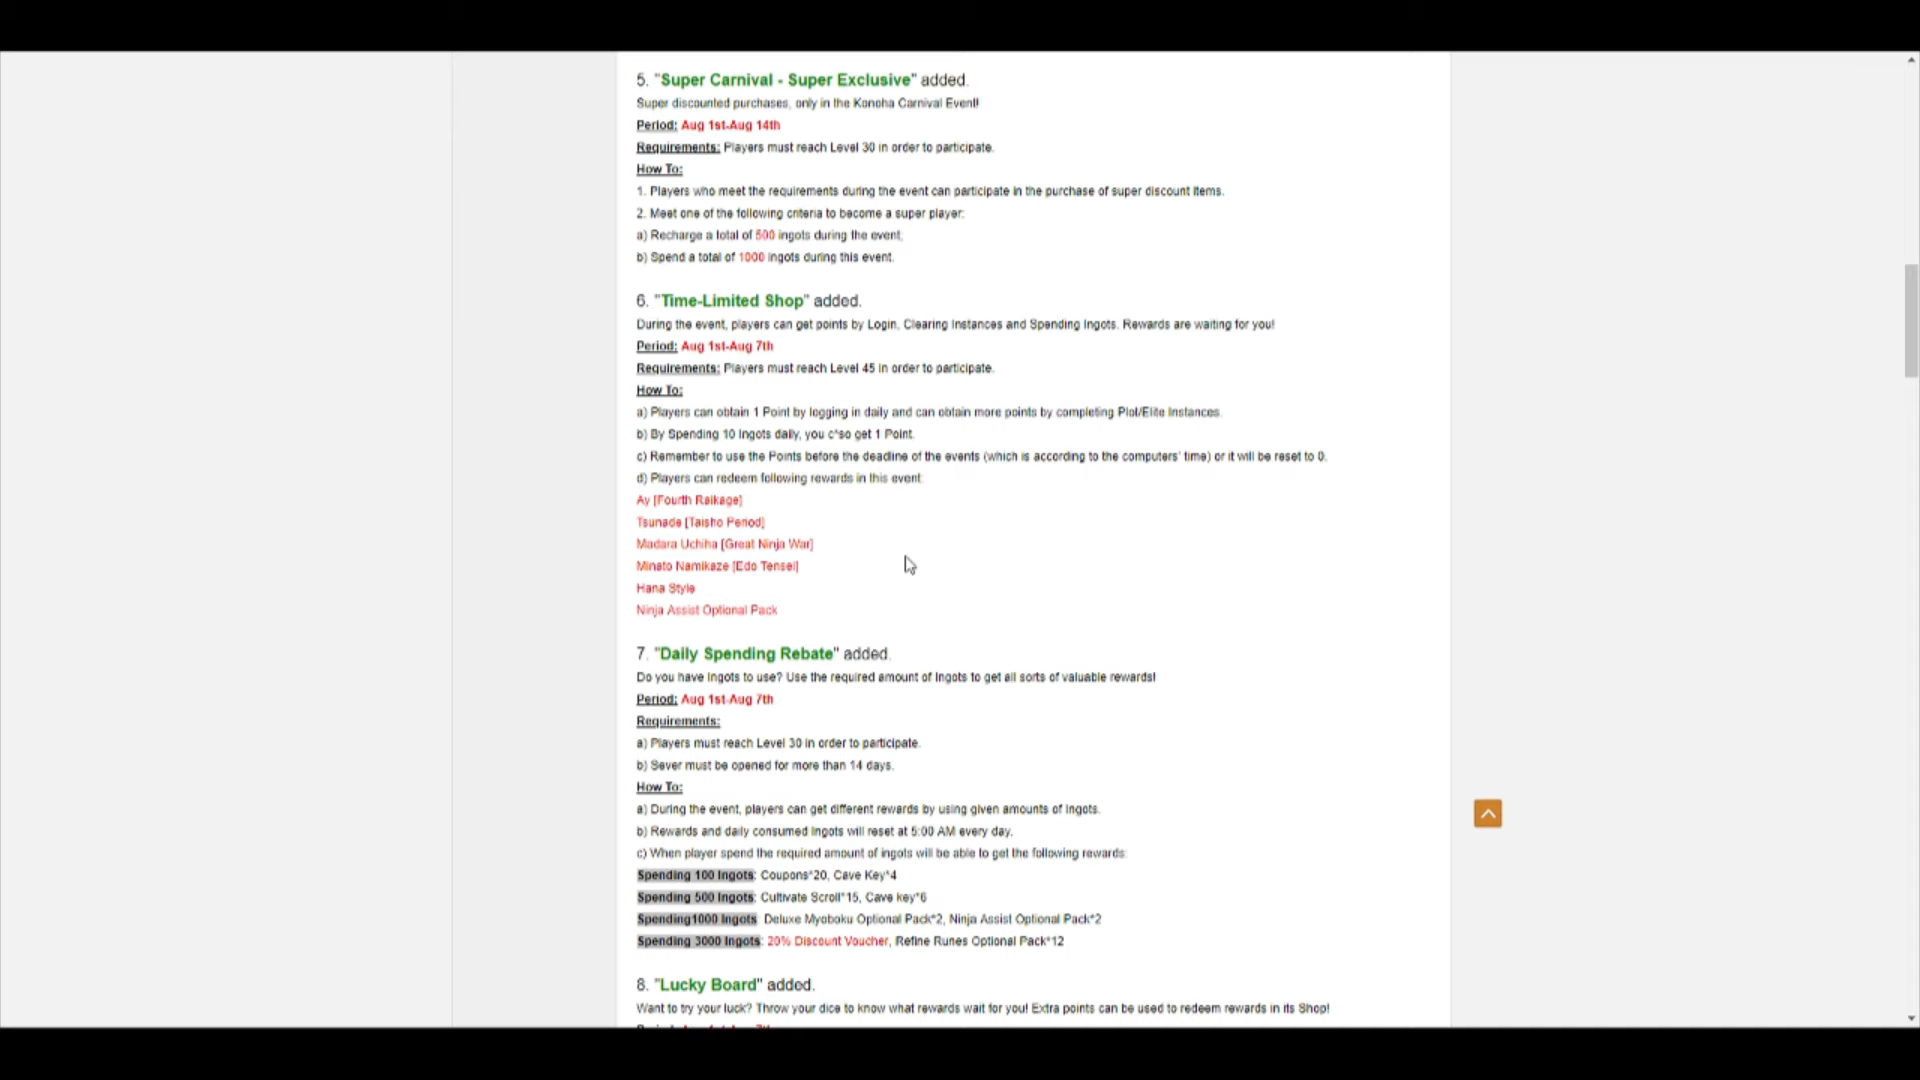 5. "Super Carnival - Super Exclusive" added.
Super discounted purchases, only in the Konoha Carnival Event!
Period: Aug 1st-Aug 14th
Requirements: Players must reach Level 30 in order to participate.
How To:
1. Players who meet the requirements during the event can participate in the purchase of super discount items.
2. Meet one of the following criteria to become a super player:
a) Recharge a total of 500 ingots during the event;
b) Spend a total of 1000 ingots during this event.
6. "Time-Limited Shop" added.
During the event, players can get points by Login, Clearing Instances and Spending Ingots. Rewards are waiting for you!
Period: Aug 1st-Aug 7th
Requirements: Players must reach Level 45 in order to participate.
How To:
a) Players can obtain 1 Point by logging in daily and can obtain more points by completing Plot/Elite Instances.
b) By Spending 10 Ingots daily, you get 1 Point.
c) Remember to use the Points before the deadline of the events (which is according to the computers' time) or it will be reset to 0.
d) Players can redeem following rewards in this event:
Ay [Fourth Raikage]
Tsunade [Taisho Period]
Madara Uchiha [Great Ninja War]
Minato Namikaze [Edo Tensei]
Hana Style
Ninja Assist Optional Pack
7. "Daily Spending Rebate" added.
Do you have Ingots to use? Use the required amount of Ingots to get all sorts of valuable rewards!
Period: Aug 1st-Aug 7th
Requirements:
a) Players must reach Level 30 in order to participate.
b) Sever must be opened for more than 14 days.
How To:
a) During the event, players can get different rewards by using given amounts of Ingots.
b) Rewards and daily consumed Ingots will reset at 5:00 AM every day.
c) When player spend the required amount of ingots will be able to get the following rewards:
Spending 100 Ingots: Coupons*20, Cave Key*4
Spending 500 Ingots: Cultivate Scroll*15, Cave key*6
Spending1000 Ingots: Deluxe Myoboku Optional Pack*2, Ninja Assist Optional Pack*2
Spending 3000 Ingots: 20% Discount Voucher, Refine Runes Optional Pack*12
8. "Lucky Board" added.
Want to try your luck? Throw your dice to know what rewards wait for you! Extra points can be used to redeem rewards in its Shop!